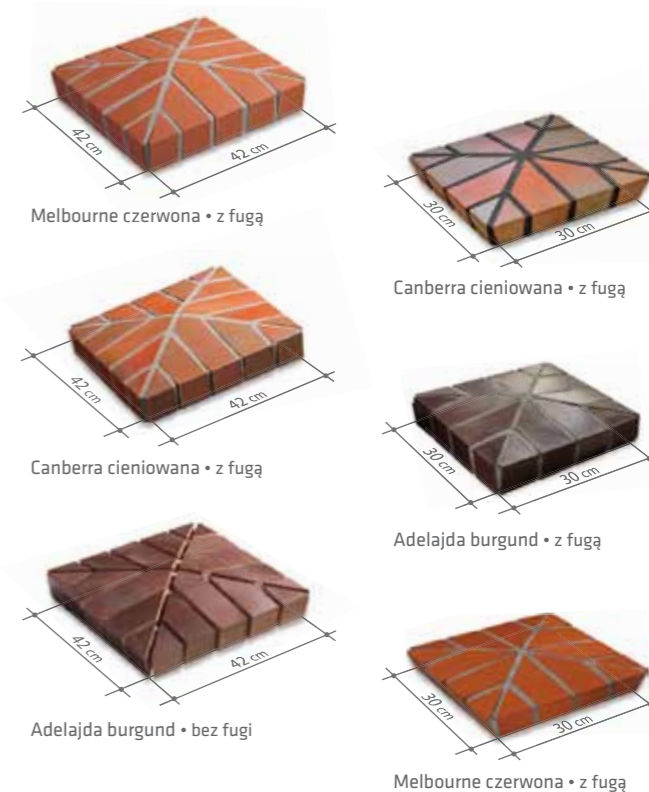 42 cm
42 cm
Melbourne czerwona • z fugą
30 cm
30 cm
Canberra cieniowana • z fugą
42 cm
42 cm
Canberra cieniowana • z fugą
30 cm
30 cm
Adelajda burgund • z fugą
42 cm
42 cm
Adelajda burgund • bez fugi
30 cm
30 cm
Melbourne czerwona • z fugą